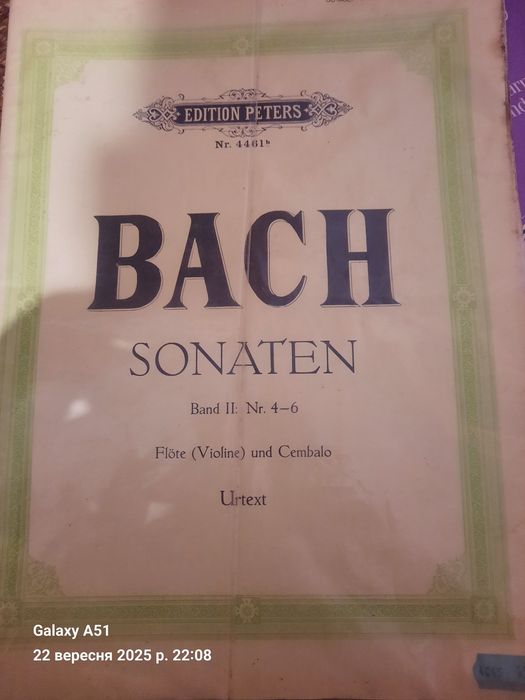 EDITION PETERS
Nr. 4461b
BACH
SONATEN
Band II: Nr. 4–6
Flöte (Violine) und Cembalo
Urtext
Galaxy A51
22 вересня 2025 р. 22:08